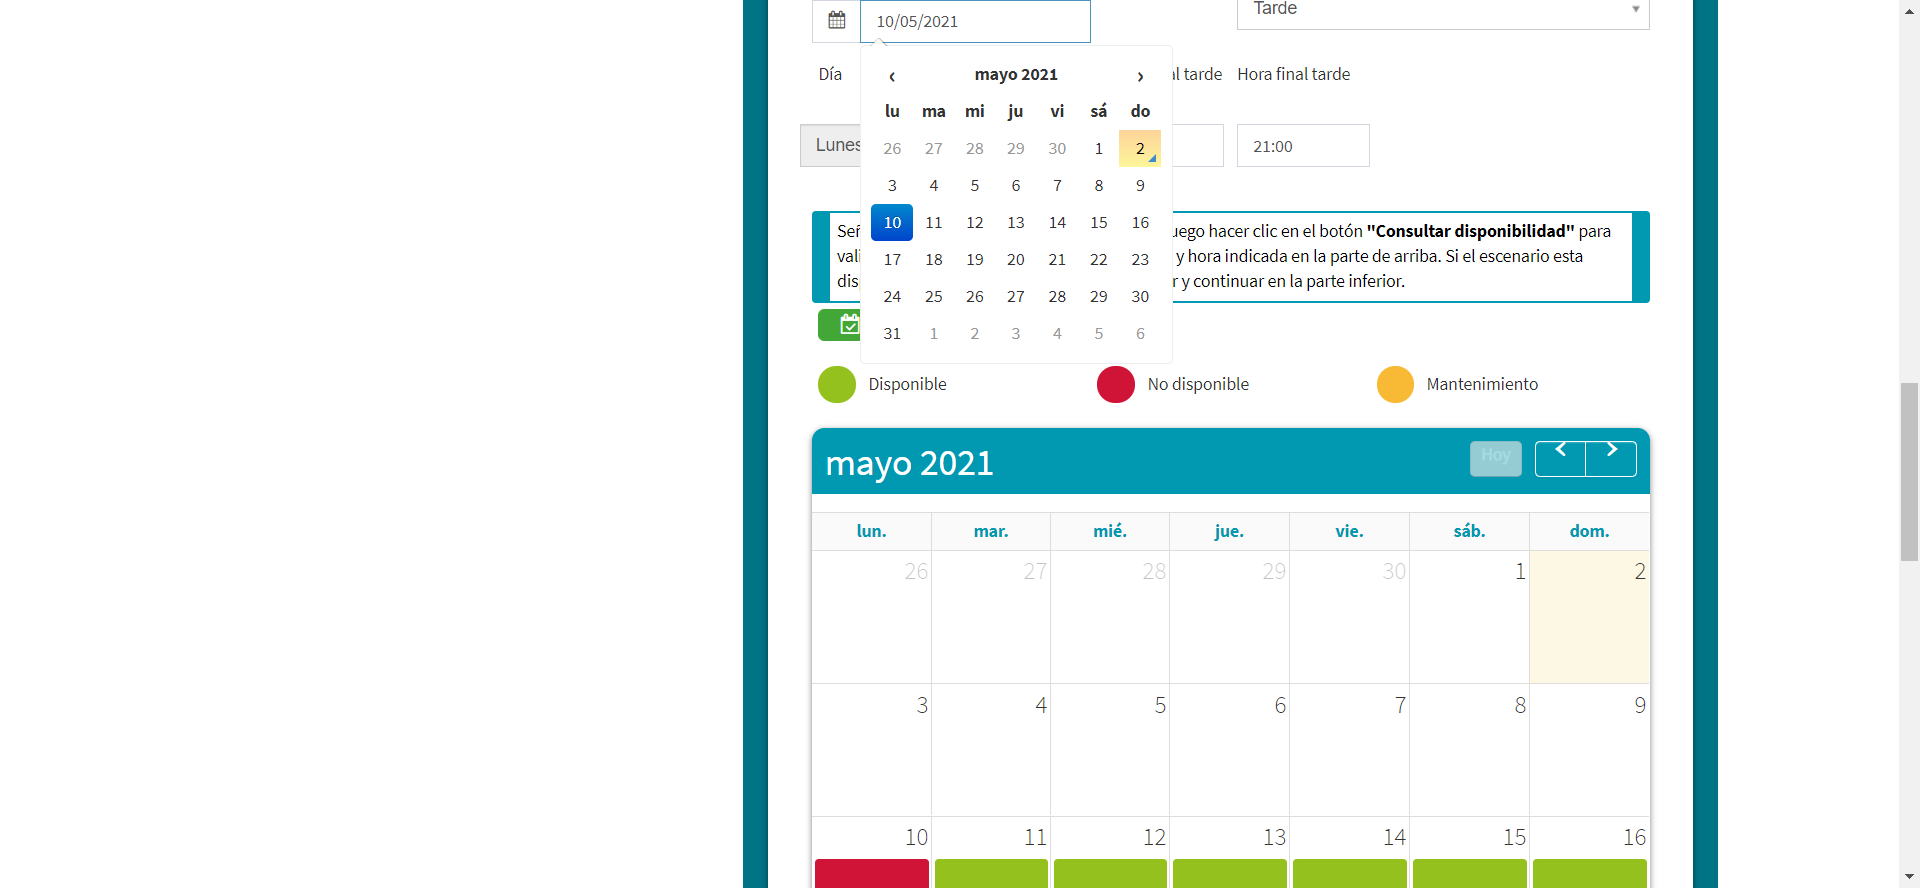 10/05/2021
Tarde
Día
al tarde
Hora final tarde
‹ mayo 2021 ›
lu ma mi ju vi sá do
26 27 28 29 30 1 2
3 4 5 6 7 8 9
10 11 12 13 14 15 16
17 18 19 20 21 22 23
24 25 26 27 28 29 30
31 1 2 3 4 5 6
Lunes
21:00
uego hacer clic en el botón "Consultar disponibilidad" para
y hora indicada en la parte de arriba. Si el escenario esta
r y continuar en la parte inferior.
Disponible
No disponible
Mantenimiento
mayo 2021
Hoy
lun. mar. mié. jue. vie. sáb. dom.
26 27 28 29 30 1 2
3 4 5 6 7 8 9
10 11 12 13 14 15 16